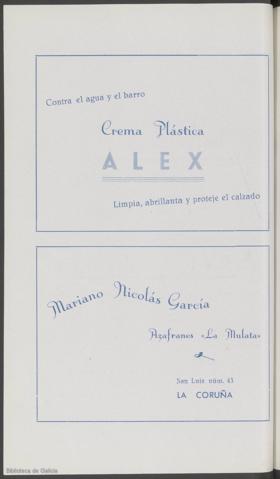 Contra el agua y el barro
Crema Plástica
ALEX
Limpia, abrillanta y proteje el calzado
Mariano Nicolás García
Azafranes «La Mulata»
San Luis núm. 43
LA CORUÑA
Biblioteca de Galicia